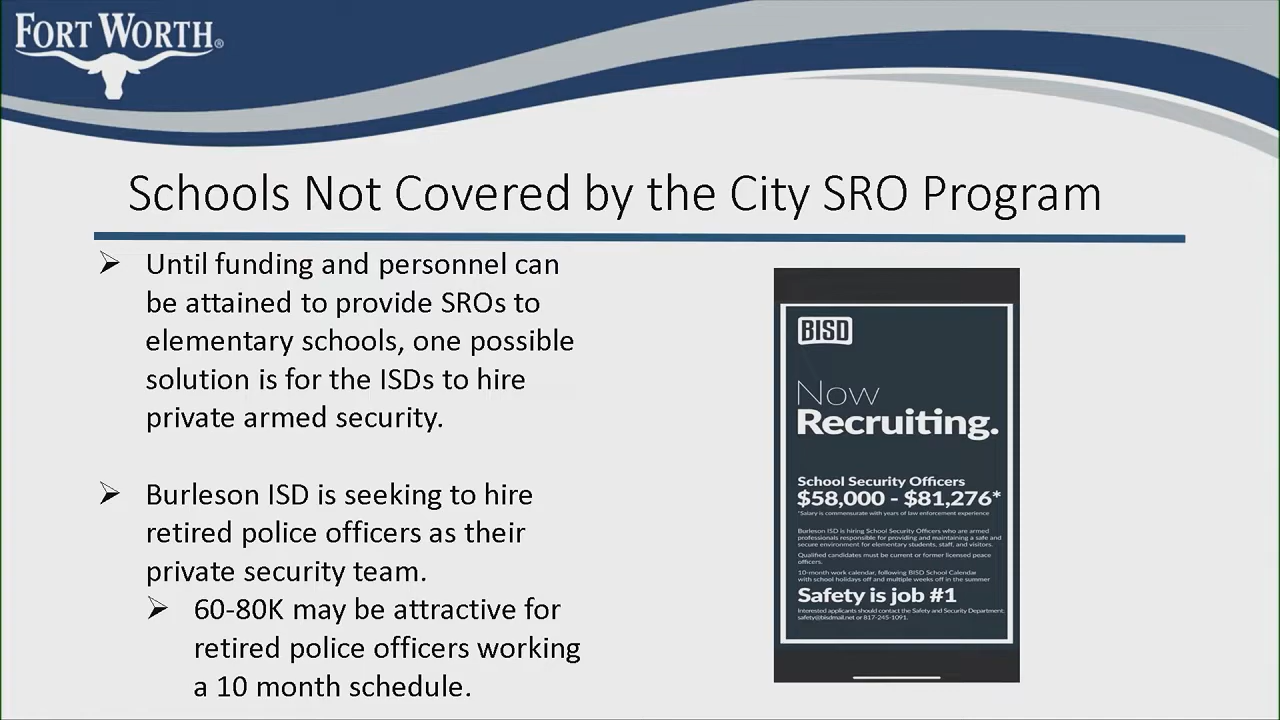 FORT WORTH®
Schools Not Covered by the City SRO Program
➢ Until funding and personnel can
be attained to provide SROs to
elementary schools, one possible
solution is for the ISDs to hire
private armed security.
➢ Burleson ISD is seeking to hire
retired police officers as their
private security team.
➢ 60-80K may be attractive for
retired police officers working
a 10 month schedule.
BISD
Now
Recruiting.
School Security Officers
$58,000 - $81,276*
*Salary is commensurate with years of law enforcement experience
Burleson ISD is hiring School Security Officers who are armed
professionals responsible for providing and maintaining a safe and
secure environment for elementary students, staff, and visitors.
Qualified candidates must be current or former licensed peace
officers.
10-month work calendar, following BISD School Calendar
with school holidays off and multiple weeks off in the summer
Safety is job #1
Interested applicants should contact the Safety and Security Department:
safety@bisdmail.net or 817-245-1091.